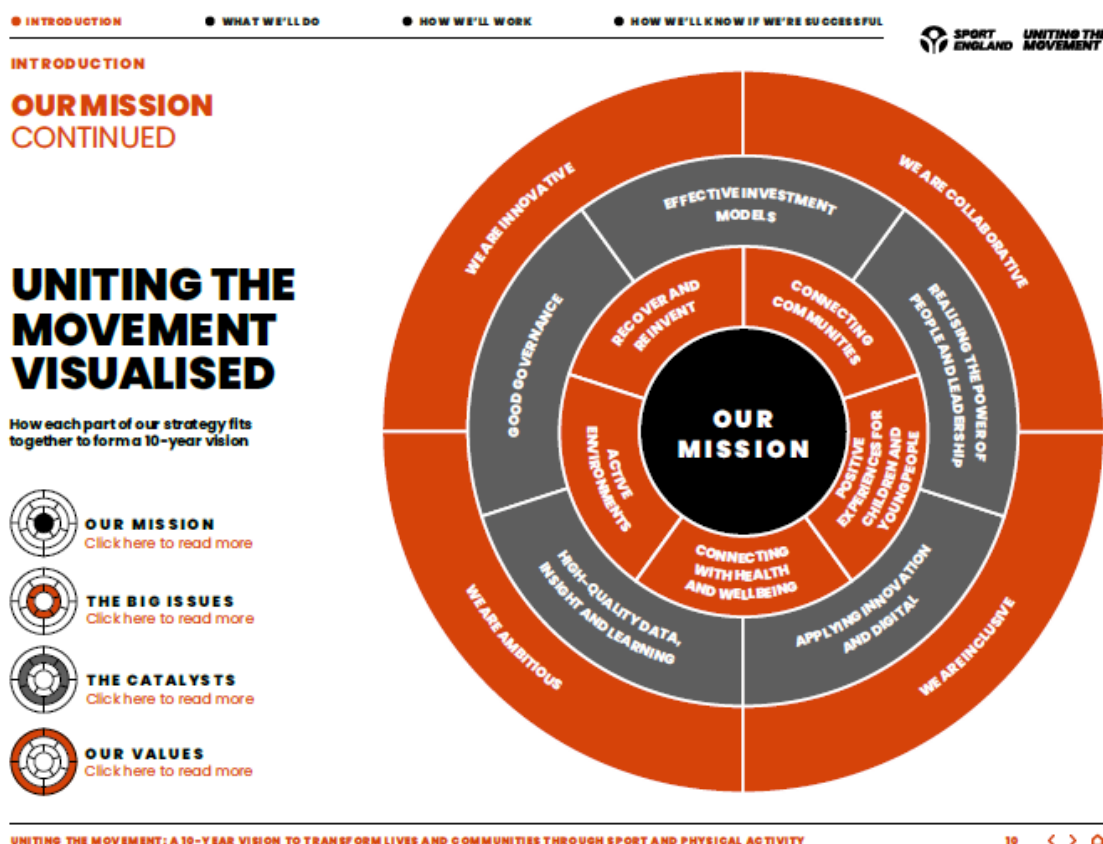 INTRODUCTION
WHAT WE'LL DO
HOW WE'LL WORK
HOW WE'LL KNOW IF WE'RE SUCCESSFUL
SPORT
ENGLAND
UNITING THE
MOVEMENT
INTRODUCTION
OUR MISSION
CONTINUED
UNITING THE
MOVEMENT
VISUALISED
How each part of our strategy fits
together to form a 10-year vision
OUR MISSION
Click here to read more
THE BIG ISSUES
Click here to read more
THE CATALYSTS
Click here to read more
OUR VALUES
Click here to read more
WE ARE INNOVATIVE
WE ARE COLLABORATIVE
WE ARE INCLUSIVE
WE ARE AMBITIOUS
EFFECTIVE INVESTMENT
MODELS
REALISING THE POWER OF
PEOPLE AND LEADERSHIP
APPLYING INNOVATION
AND DIGITAL
HIGH-QUALITY DATA,
INSIGHT AND LEARNING
GOOD GOVERNANCE
RECOVER AND
REINVENT
CONNECTING
COMMUNITIES
POSITIVE
EXPERIENCES FOR
CHILDREN AND
YOUNG PEOPLE
CONNECTING
WITH HEALTH
AND WELLBEING
ACTIVE
ENVIRONMENTS
OUR
MISSION
UNITING THE MOVEMENT: A 10-YEAR VISION TO TRANSFORM LIVES AND COMMUNITIES THROUGH SPORT AND PHYSICAL ACTIVITY
10